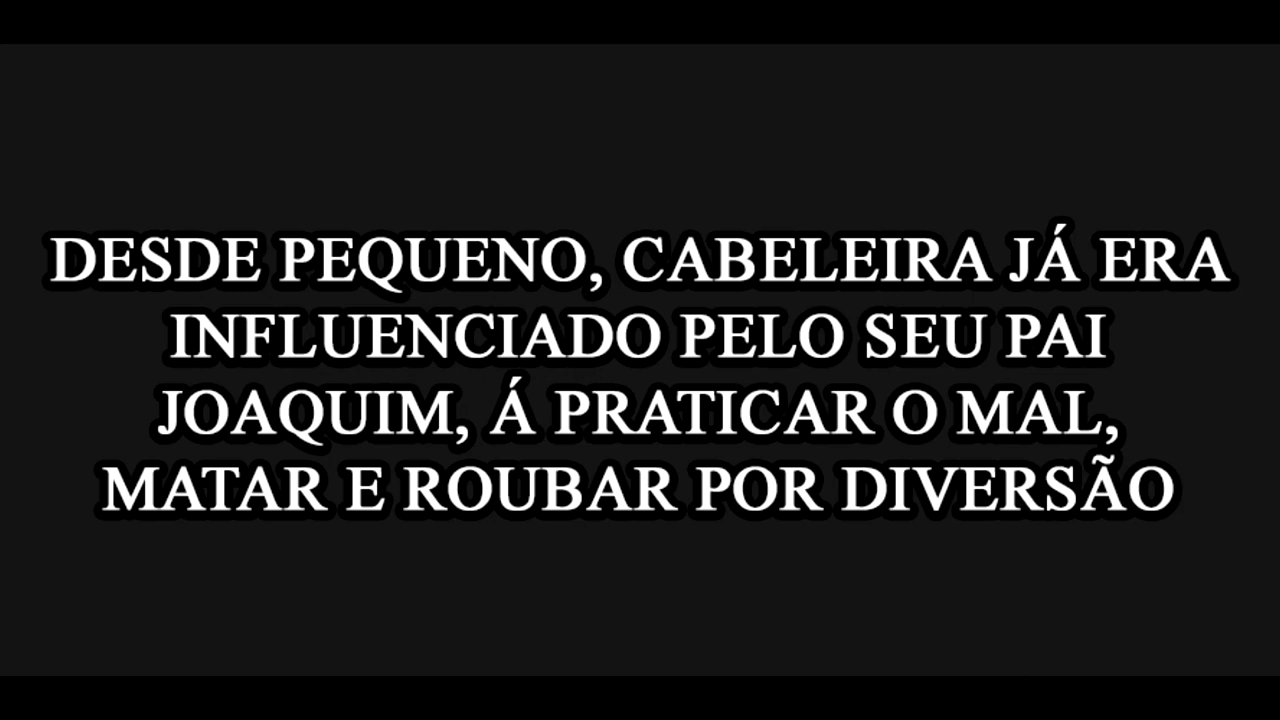 DESDE PEQUENO, CABELEIRA JÁ ERA
INFLUENCIADO PELO SEU PAI
JOAQUIM, Á PRATICAR O MAL,
MATAR E ROUBAR POR DIVERSÃO